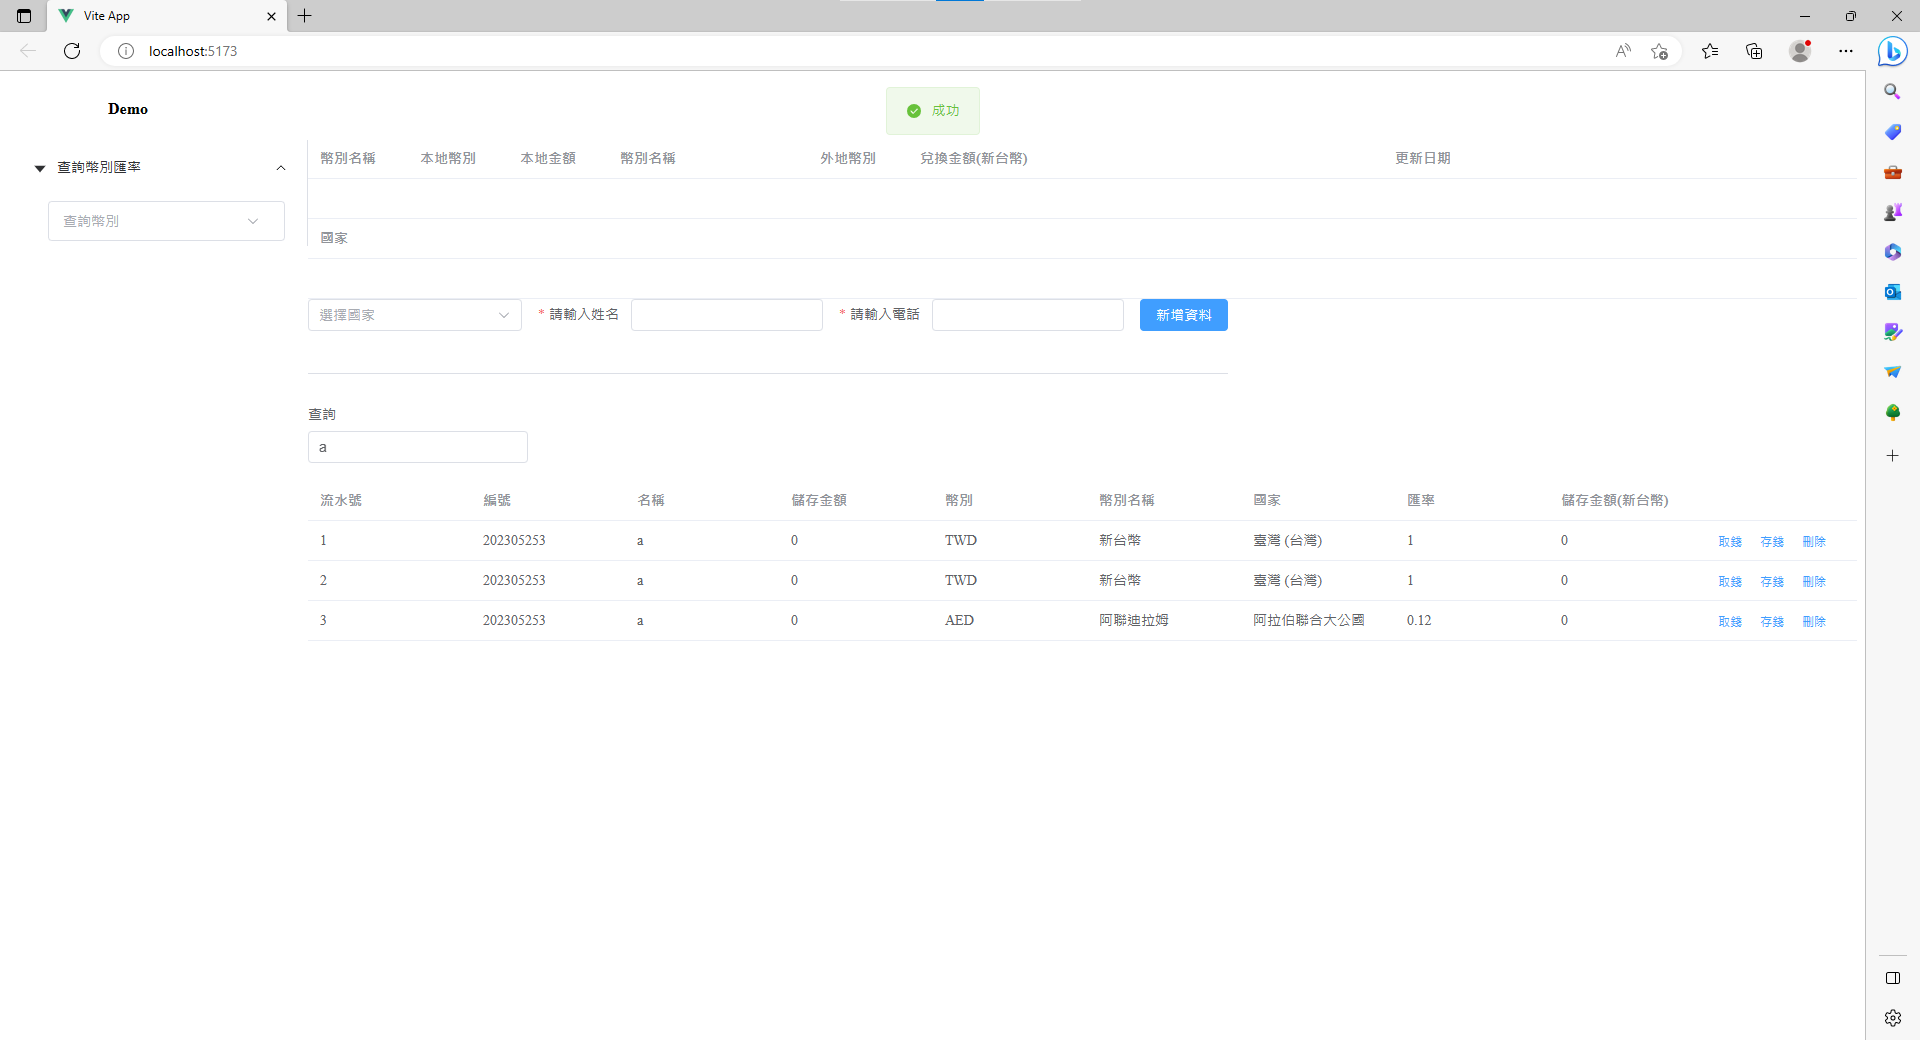 Vite App
localhost:5173
Demo
成功
查詢幣別匯率
查詢幣別
幣別名稱 本地幣別 本地金額 幣別名稱 外地幣別 兌換金額(新台幣) 更新日期
國家
選擇國家 * 請輸入姓名 * 請輸入電話 新增資料
查詢
a
流水號 編號 名稱 儲存金額 幣別 幣別名稱 國家 匯率 儲存金額(新台幣)
1 202305253 a 0 TWD 新台幣 臺灣 (台灣) 1 0 取錢 存錢 刪除
2 202305253 a 0 TWD 新台幣 臺灣 (台灣) 1 0 取錢 存錢 刪除
3 202305253 a 0 AED 阿聯迪拉姆 阿拉伯聯合大公國 0.12 0 取錢 存錢 刪除